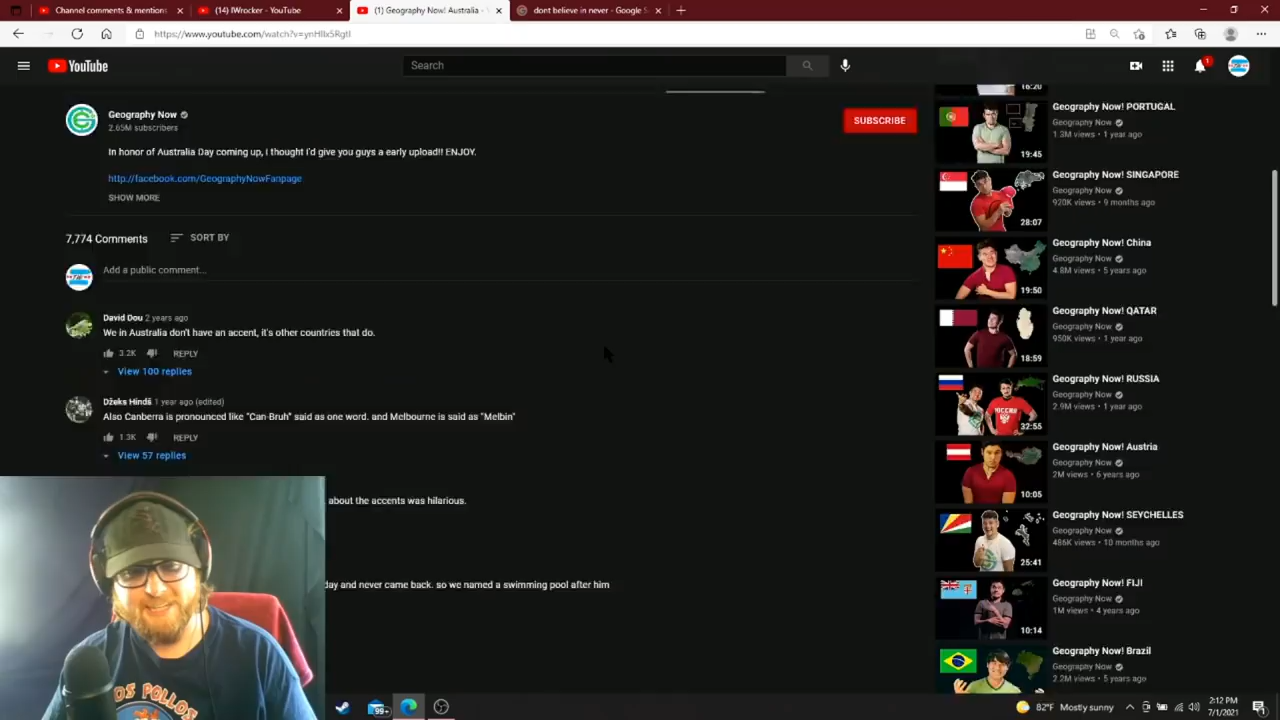 Channel comments & mentions
(14) IWrocker - YouTube
(1) Geography Now! Australia -
dont believe in never - Google S
https://www.youtube.com/watch?v=ynHIlx5RgtI
YouTube
Search
1
16:20
Geography Now
2.65M subscribers
SUBSCRIBE
In honor of Australia Day coming up, i thought I'd give you guys a early upload!! ENJOY.
http://facebook.com/GeographyNowFanpage
SHOW MORE
7,774 Comments
SORT BY
Add a public comment...
David Dou 2 years ago
We in Australia don't have an accent, it's other countries that do.
3.2K
REPLY
View 100 replies
Džeks Hindš 1 year ago (edited)
Also Canberra is pronounced like "Can-Bruh" said as one word. and Melbourne is said as "Melbin"
1.3K
REPLY
View 57 replies
about the accents was hilarious.
day and never came back. so we named a swimming pool after him
Geography Now! PORTUGAL
Geography Now
1.3M views • 1 year ago
19:45
Geography Now! SINGAPORE
Geography Now
920K views • 9 months ago
28:07
Geography Now! China
Geography Now
4.8M views • 5 years ago
19:50
Geography Now! QATAR
Geography Now
950K views • 1 year ago
18:59
Geography Now! RUSSIA
Geography Now
2.9M views • 1 year ago
РОССИЯ
32:55
Geography Now! Austria
Geography Now
2M views • 6 years ago
10:05
Geography Now! SEYCHELLES
Geography Now
486K views • 10 months ago
25:41
Geography Now! FIJI
Geography Now
1M views • 4 years ago
10:14
Geography Now! Brazil
Geography Now
2.2M views • 5 years ago
OS POLLOS
99+
82°F Mostly sunny
2:12 PM
7/1/2021
1